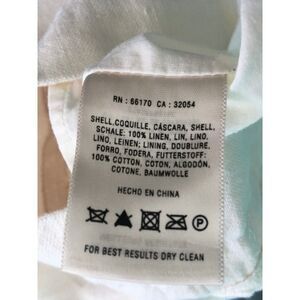 RN : 66170 CA : 32054
SHELL.COQUILLE, CÁSCARA, SHELL,
SCHALE: 100% LINEN, LIN, LINO,
LINO, LEINEN; LINING, DOUBLURE,
FORRO, FODERA, FUTTERSTOFF:
100% COTTON, COTON, ALGODÓN,
COTONE, BAUMWOLLE
HECHO EN CHINA
P
FOR BEST RESULTS DRY CLEAN